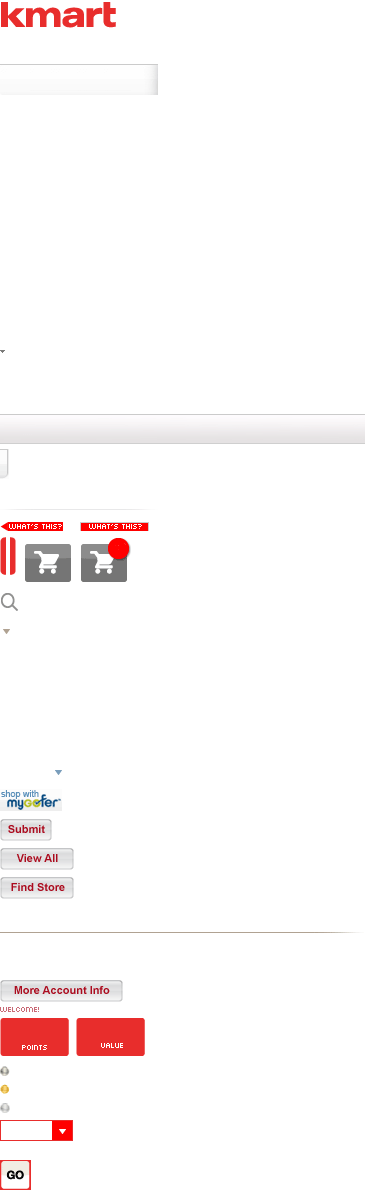 kmart
WHAT'S THIS? WHAT'S THIS?
shop with
mygofer
Submit
View All
Find Store
More Account Info
WELCOME!
POINTS VALUE
GO